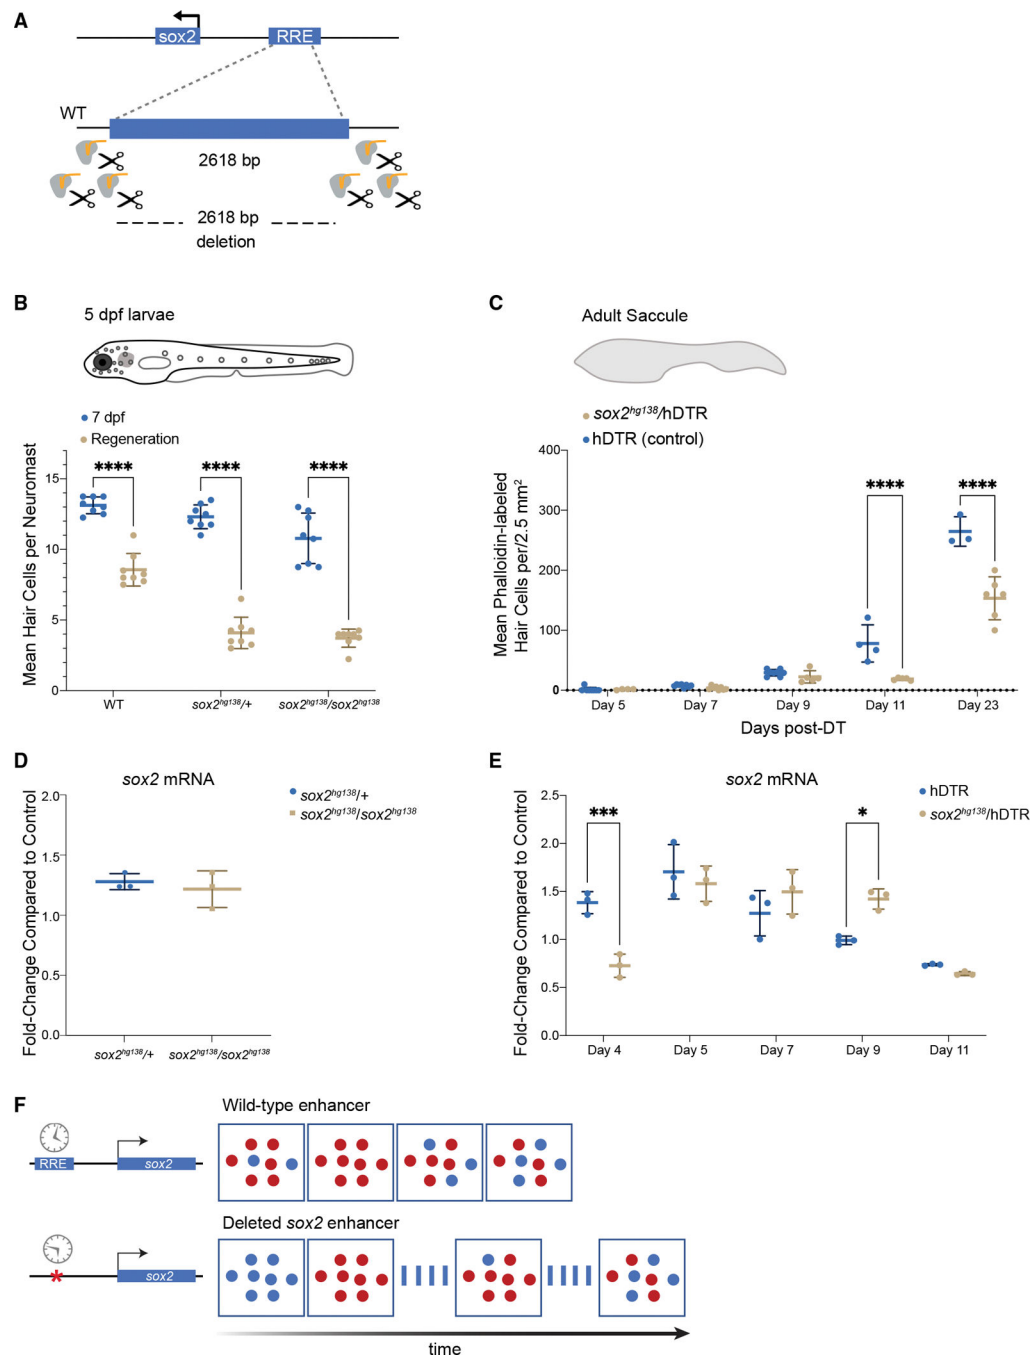 A
sox2
RRE
WT
2618 bp
2618 bp
deletion
B
5 dpf larvae
7 dpf
Regeneration
Mean Hair Cells per Neuromast
15
10
5
0
****
****
****
WT
sox2hg138/+
sox2hg138/sox2hg138
C
Adult Saccule
sox2hg138/hDTR
hDTR (control)
Mean Phalloidin-labeled
Hair Cells per/2.5 mm2
400
300
200
100
0
****
****
Day 5
Day 7
Day 9
Day 11
Day 23
Days post-DT
D
sox2 mRNA
Fold-Change Compared to Control
2.0
1.5
1.0
0.5
0.0
sox2hg138/+
sox2hg138/sox2hg138
sox2hg138/+
sox2hg138/sox2hg138
E
sox2 mRNA
Fold-Change Compared to Control
2.5
2.0
1.5
1.0
0.5
0.0
***
*
hDTR
sox2hg138/hDTR
Day 4
Day 5
Day 7
Day 9
Day 11
F
Wild-type enhancer
RRE
sox2
Deleted sox2 enhancer
*
sox2
time